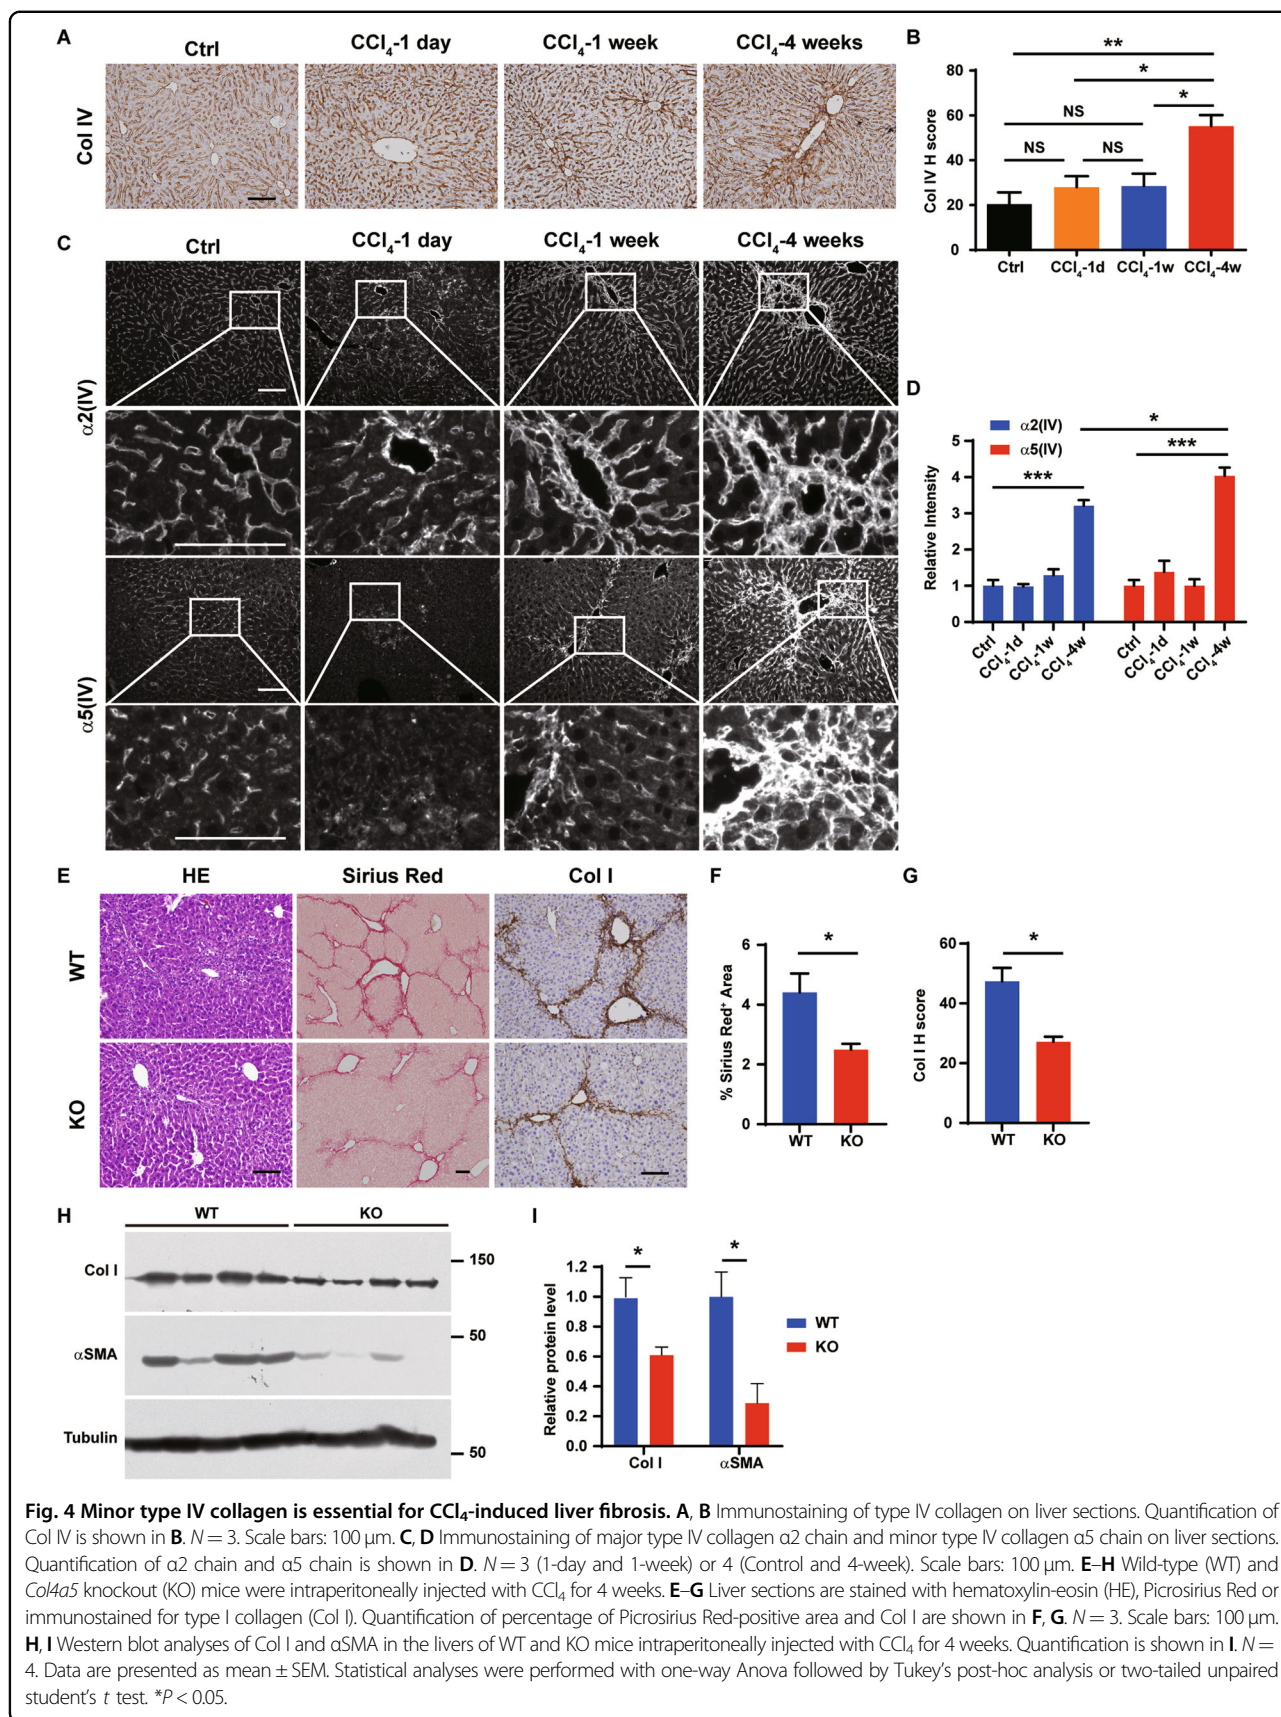 A
Ctrl
CCl4-1 day
CCl4-1 week
CCl4-4 weeks
Col IV
B
**
*
*
NS
NS
NS
80
60
40
20
0
Col IV H score
Ctrl
CCl4-1d
CCl4-1w
CCl4-4w
C
Ctrl
CCl4-1 day
CCl4-1 week
CCl4-4 weeks
α2(IV)
α5(IV)
D
α2(IV)
α5(IV)
*
***
***
5
4
3
2
1
0
Relative Intensity
Ctrl
CCl4-1d
CCl4-1w
CCl4-4w
Ctrl
CCl4-1d
CCl4-1w
CCl4-4w
E
HE
Sirius Red
Col I
WT
KO
F
*
6
4
2
0
% Sirius Red+ Area
WT
KO
G
*
60
40
20
0
Col I H score
WT
KO
H
WT
KO
Col I
150
αSMA
50
Tubulin
50
I
*
*
1.2
1.0
0.8
0.6
0.4
0.2
0.0
Relative protein level
Col I
αSMA
WT
KO
Fig. 4 Minor type IV collagen is essential for CCl4-induced liver fibrosis. A, B Immunostaining of type IV collagen on liver sections. Quantification of
Col IV is shown in B. N = 3. Scale bars: 100 μm. C, D Immunostaining of major type IV collagen α2 chain and minor type IV collagen α5 chain on liver sections.
Quantification of α2 chain and α5 chain is shown in D. N = 3 (1-day and 1-week) or 4 (Control and 4-week). Scale bars: 100 μm. E–H Wild-type (WT) and
Col4a5 knockout (KO) mice were intraperitoneally injected with CCl4 for 4 weeks. E–G Liver sections are stained with hematoxylin-eosin (HE), Picrosirius Red or
immunostained for type I collagen (Col I). Quantification of percentage of Picrosirius Red-positive area and Col I are shown in F, G. N = 3. Scale bars: 100 μm.
H, I Western blot analyses of Col I and αSMA in the livers of WT and KO mice intraperitoneally injected with CCl4 for 4 weeks. Quantification is shown in I. N =
4. Data are presented as mean ± SEM. Statistical analyses were performed with one-way Anova followed by Tukey's post-hoc analysis or two-tailed unpaired
student's t test. *P < 0.05.